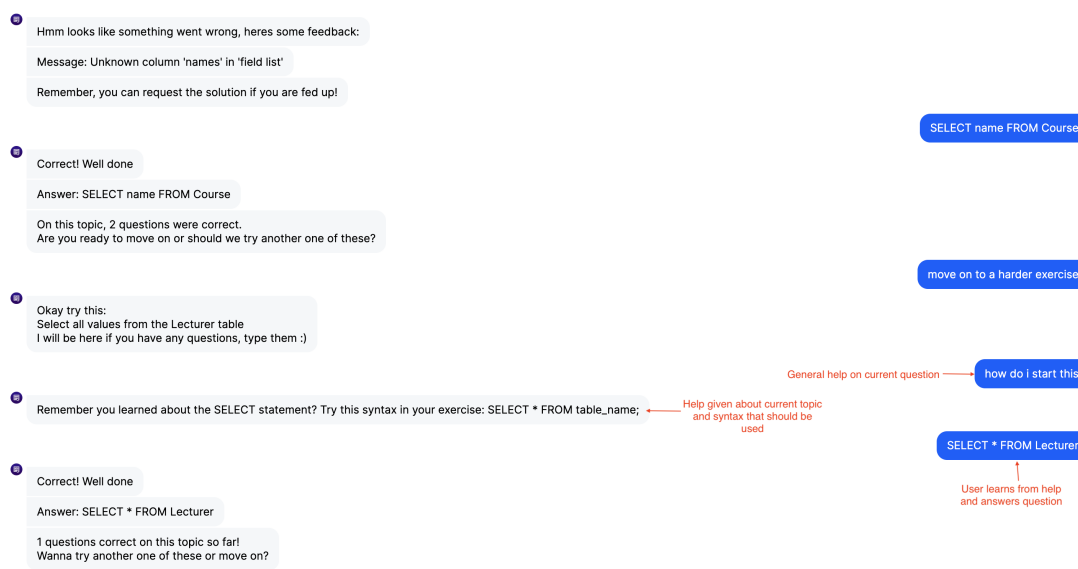 Hmm looks like something went wrong, heres some feedback:
Message: Unknown column 'names' in 'field list'
Remember, you can request the solution if you are fed up!
SELECT name FROM Course
Correct! Well done
Answer: SELECT name FROM Course
On this topic, 2 questions were correct.
Are you ready to move on or should we try another one of these?
move on to a harder exercise
Okay try this:
Select all values from the Lecturer table
I will be here if you have any questions, type them :)
General help on current question
how do i start this
Remember you learned about the SELECT statement? Try this syntax in your exercise: SELECT * FROM table_name;
Help given about current topic
and syntax that should be
used
SELECT * FROM Lecturer
User learns from help
and answers question
Correct! Well done
Answer: SELECT * FROM Lecturer
1 questions correct on this topic so far!
Wanna try another one of these or move on?